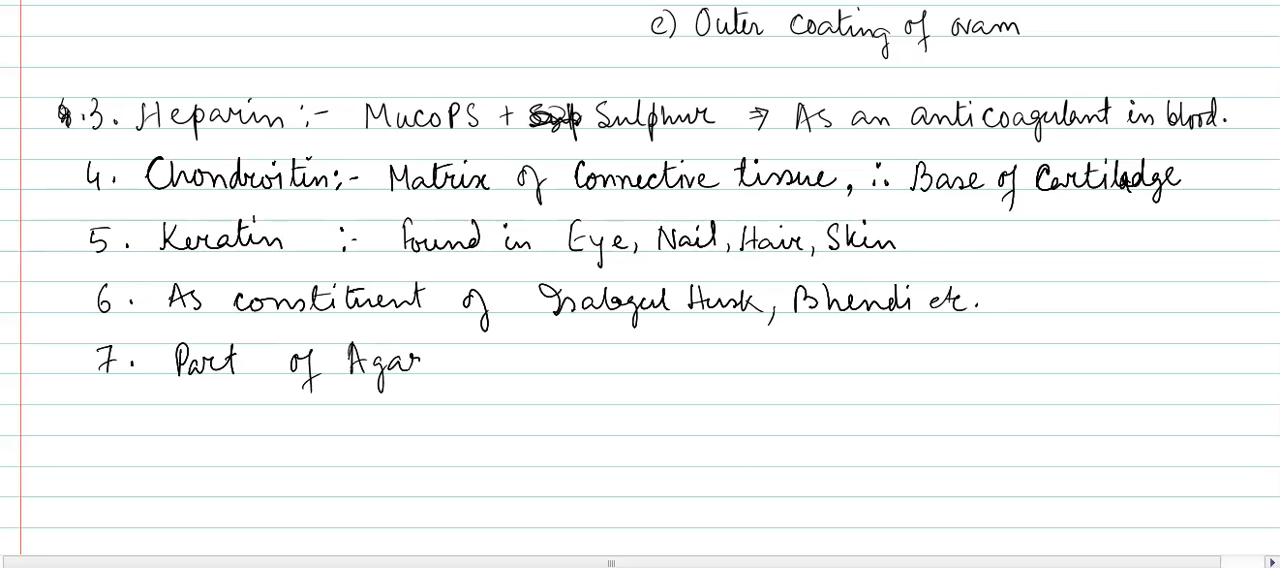 c) Outer Coating of ovam
3. Heparin :- MucoPS + Sulphur ⇒ As an anticoagulant in blood.
4. Chondroitin:- Matrix of Connective tissue, ∴ Base of Cartiladge
5. Keratin :- found in Eye, Nail, Hair, Skin
6. As constituent of Isabgul Husk, Bhendi etc.
7. Part of Agar